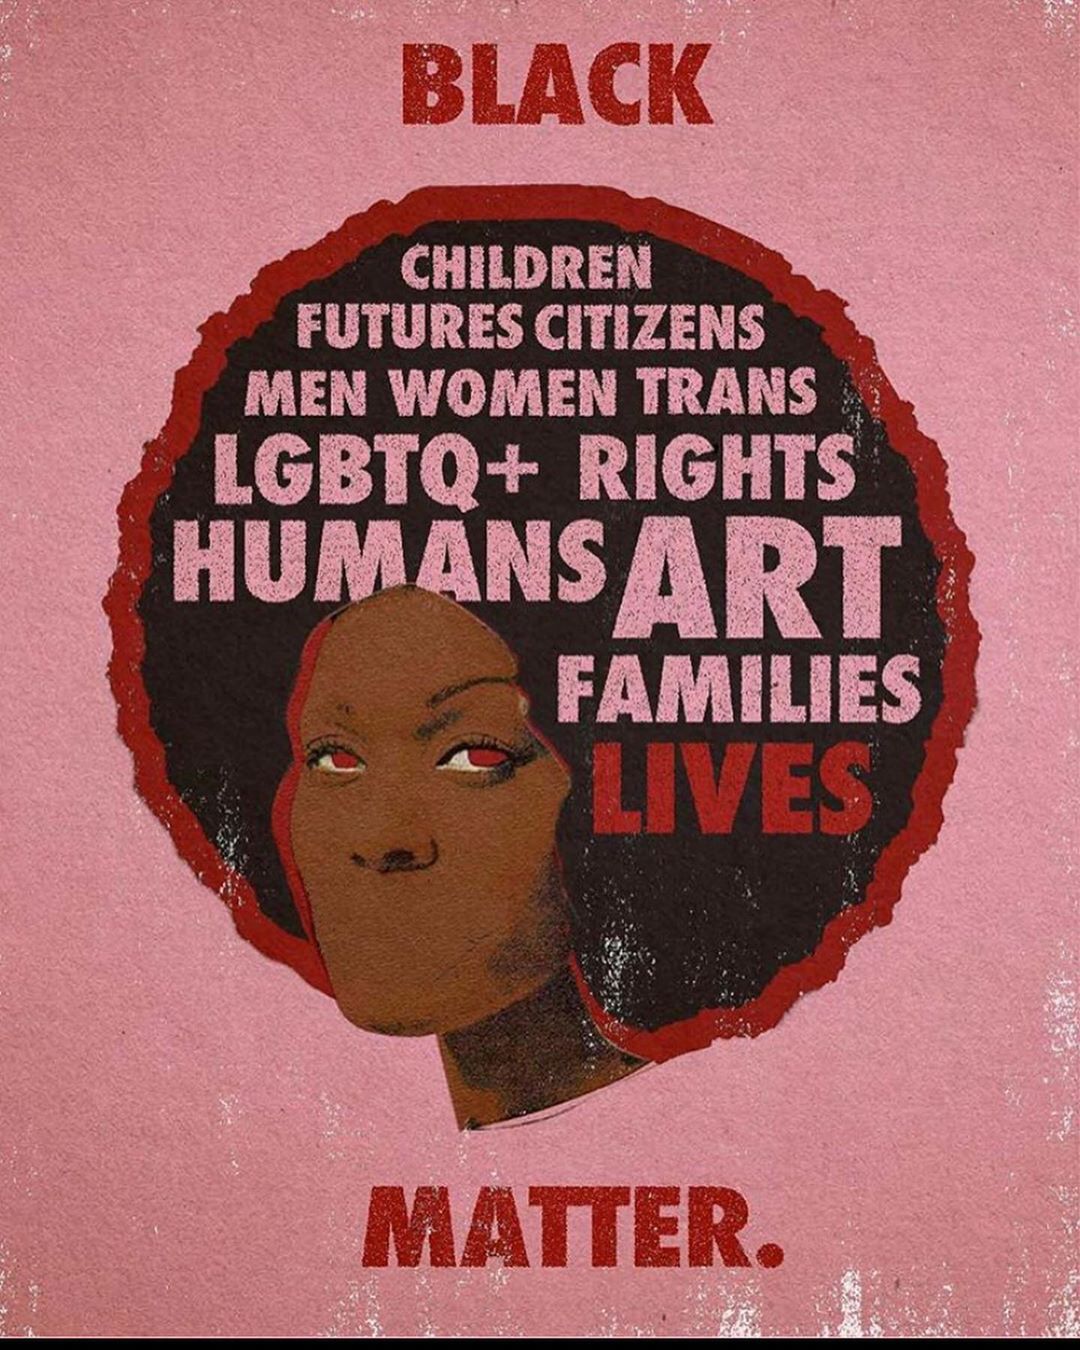 BLACK
CHILDREN
FUTURES CITIZENS
MEN WOMEN TRANS
LGBTQ+ RIGHTS
HUMANS ART
FAMILIES
LIVES
MATTER.